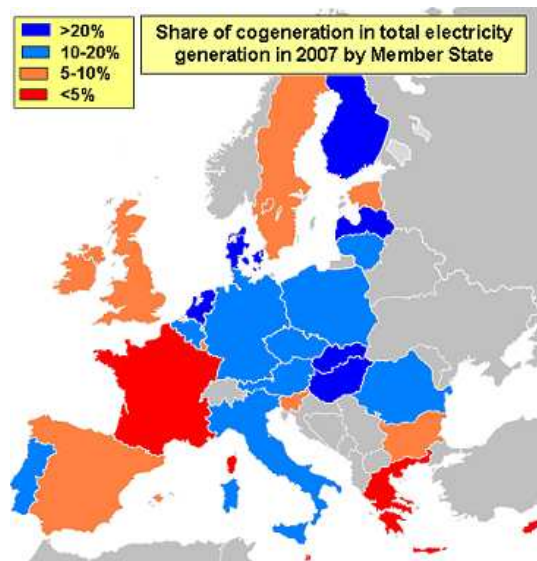 >20%
10-20%
5-10%
<5%
Share of cogeneration in total electricity
generation in 2007 by Member State